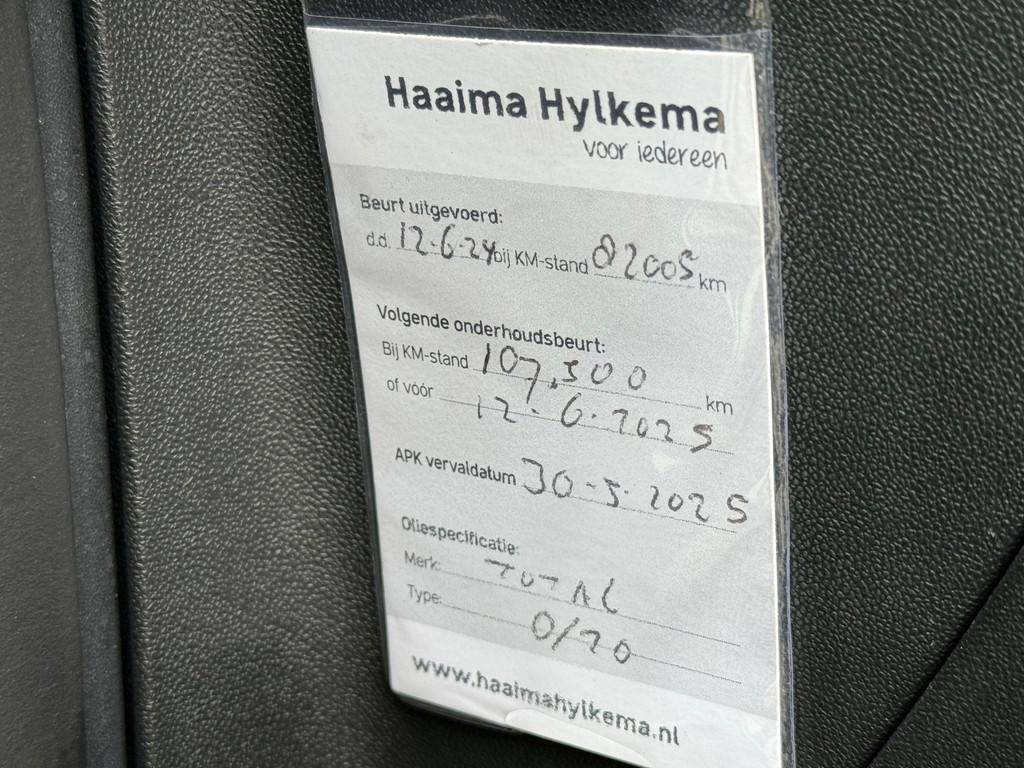 Haaima Hylkema
voor iedereen
Beurt uitgevoerd:
d.d. 12-6-24 bij KM-stand 82005 km
Volgende onderhoudsbeurt:
Bij KM-stand 107.500 km
of vóór 12-6-2025
APK vervaldatum 30-5-2025
Oliespecificatie:
Merk: TOTAL
Type: 0/20
www.haaimahylkema.nl